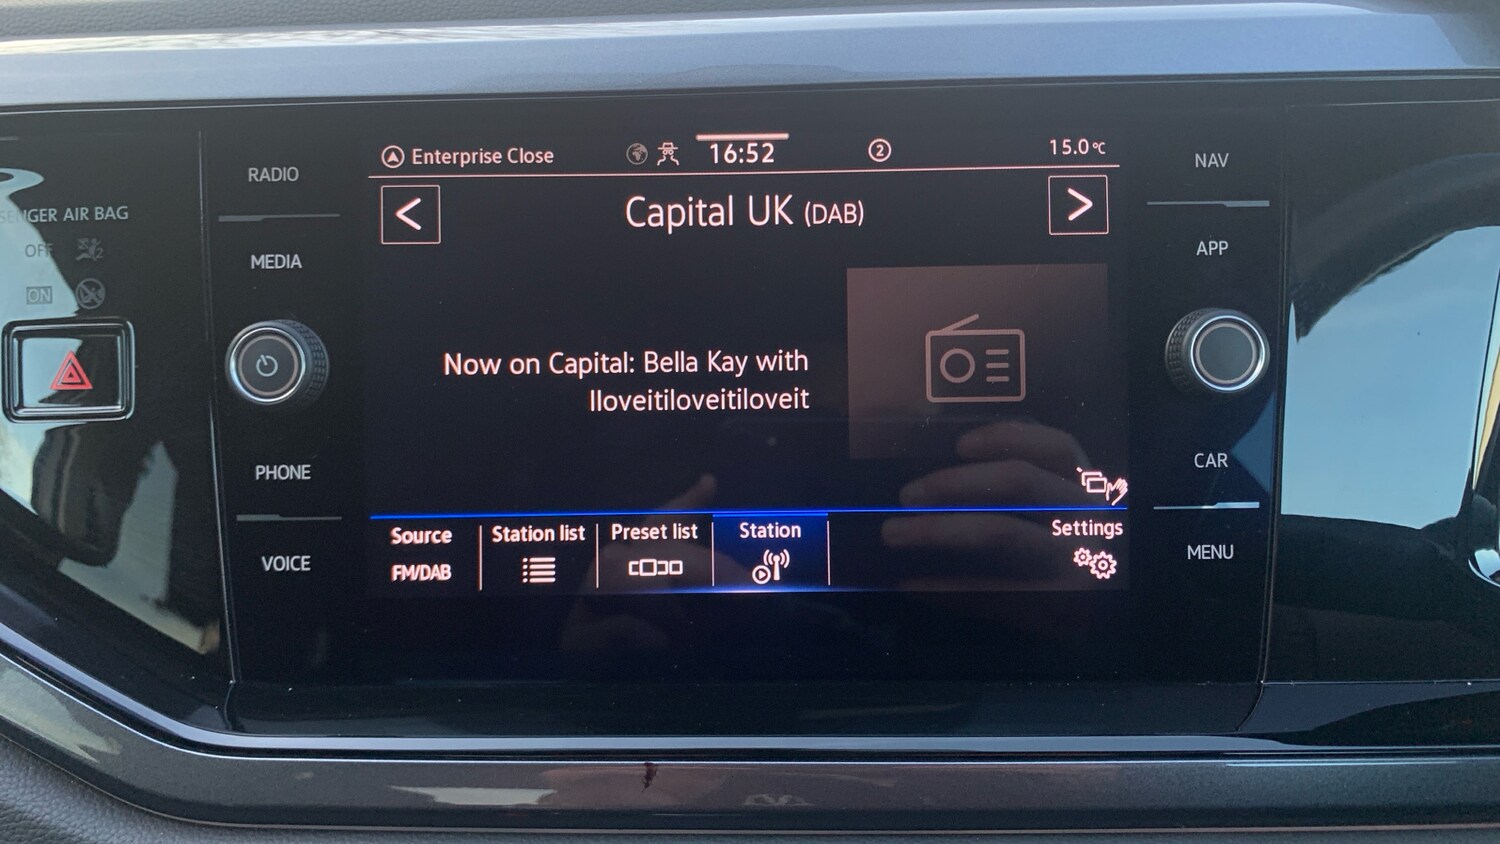 Enterprise Close
16:52
2
15.0°C
<
Capital UK (DAB)
>
Now on Capital: Bella Kay with
Iloveitiloveitiloveit
Source
FM/DAB
Station list
Preset list
Station
Settings
RADIO
MEDIA
PHONE
VOICE
NAV
APP
CAR
MENU
AIR BAG
OFF
ON